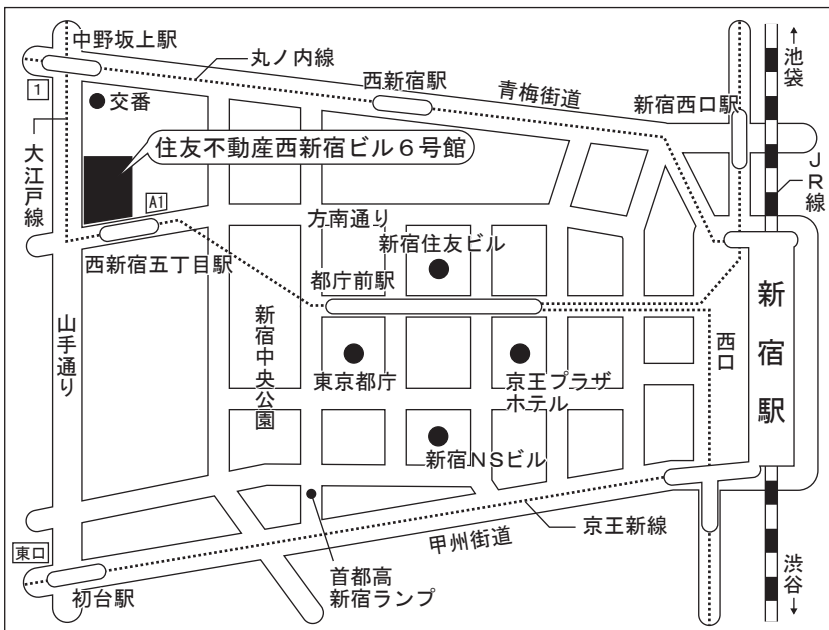 中野坂上駅
丸ノ内線
西新宿駅
青梅街道
新宿西口駅
↑池袋
1
交番
大江戸線
住友不動産西新宿ビル6号館
JR線
A1
方南通り
新宿住友ビル
西新宿五丁目駅
都庁前駅
新宿駅
山手通り
新宿中央公園
西口
東京都庁
京王プラザ
ホテル
新宿NSビル
京王新線
甲州街道
東口
初台駅
首都高
新宿ランプ
渋谷↓